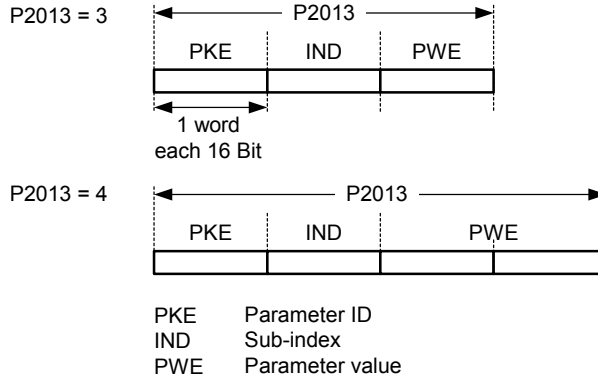 P2013 = 3
P2013
PKE IND PWE
1 word
each 16 Bit
P2013 = 4
P2013
PKE IND PWE
PKE Parameter ID
IND Sub-index
PWE Parameter value